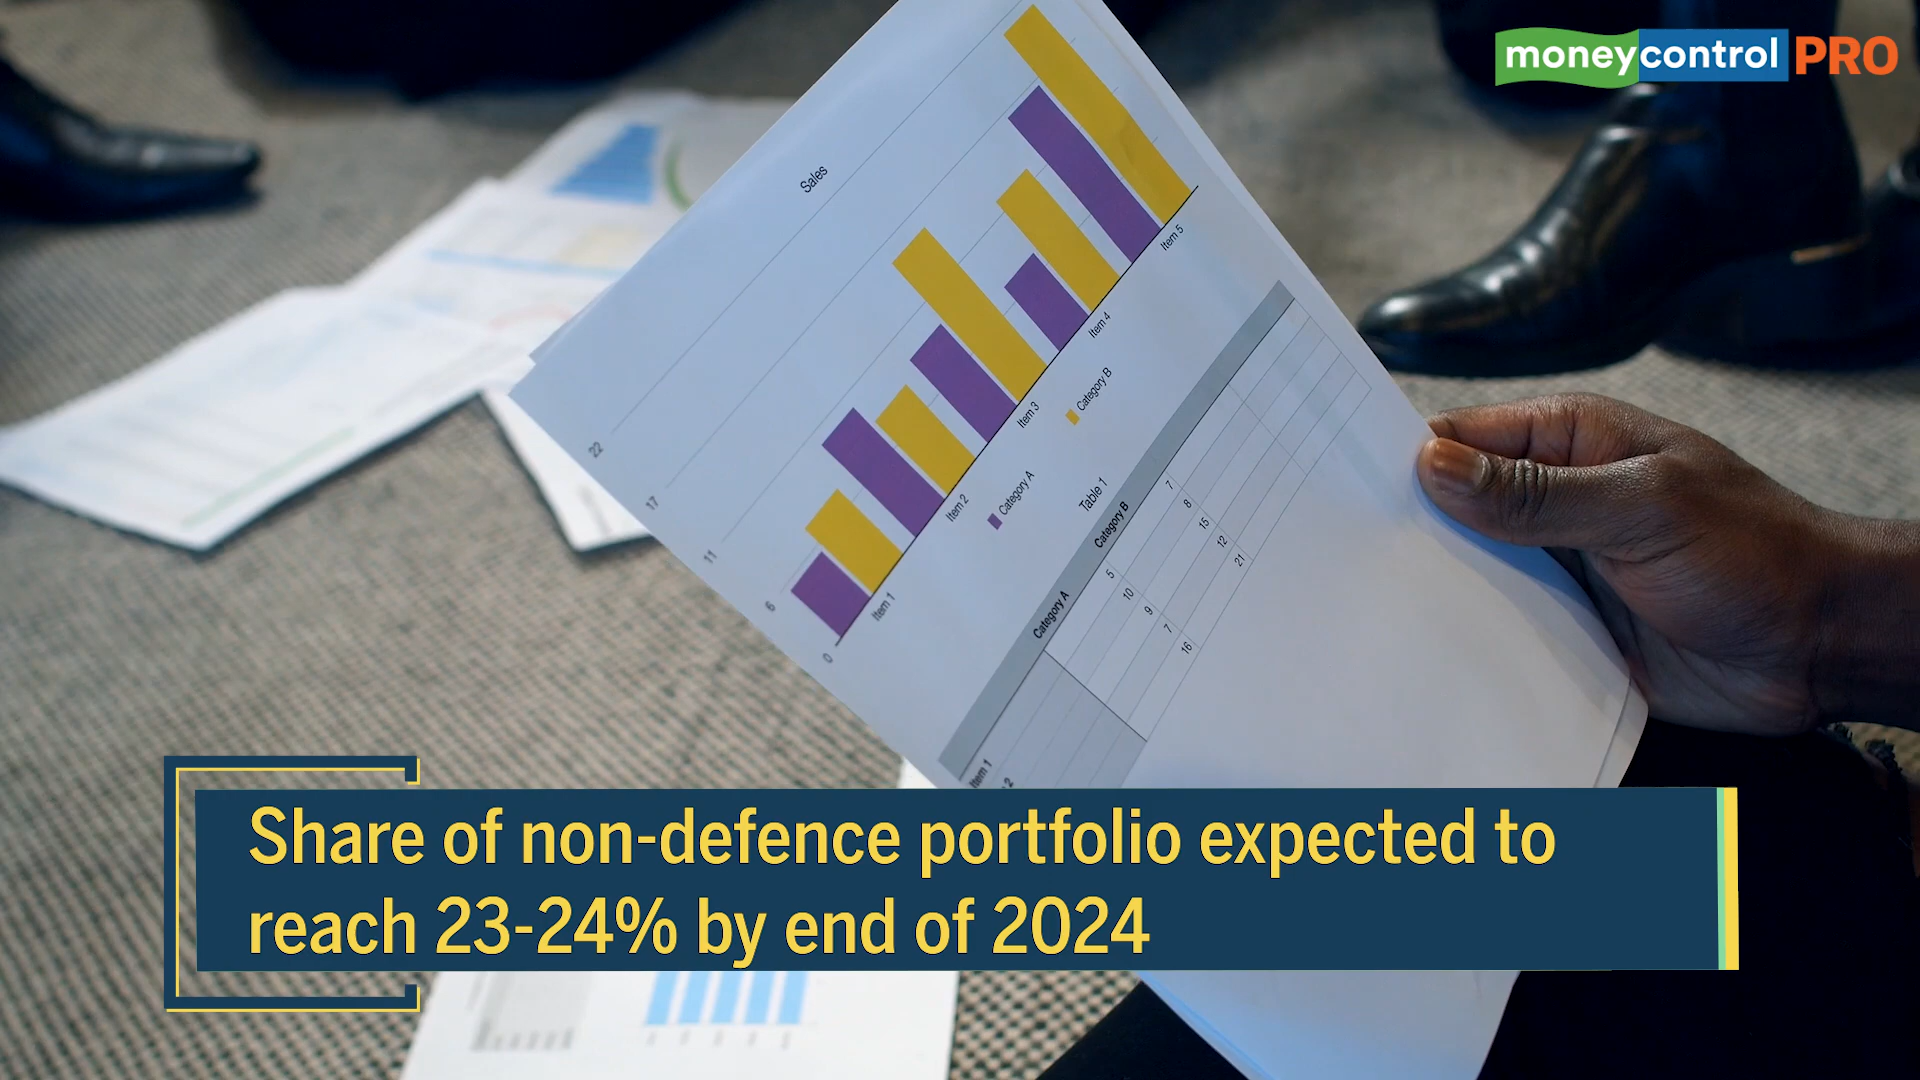 moneycontrol PRO
Sales
22
17
11
6
0
Item 1
Item 2
Item 3
Item 4
Item 5
Category A
Category B
Table 1
Category A
Category B
Item 1
2
5
7
10
8
9
15
7
12
16
21
Share of non-defence portfolio expected to
reach 23-24% by end of 2024